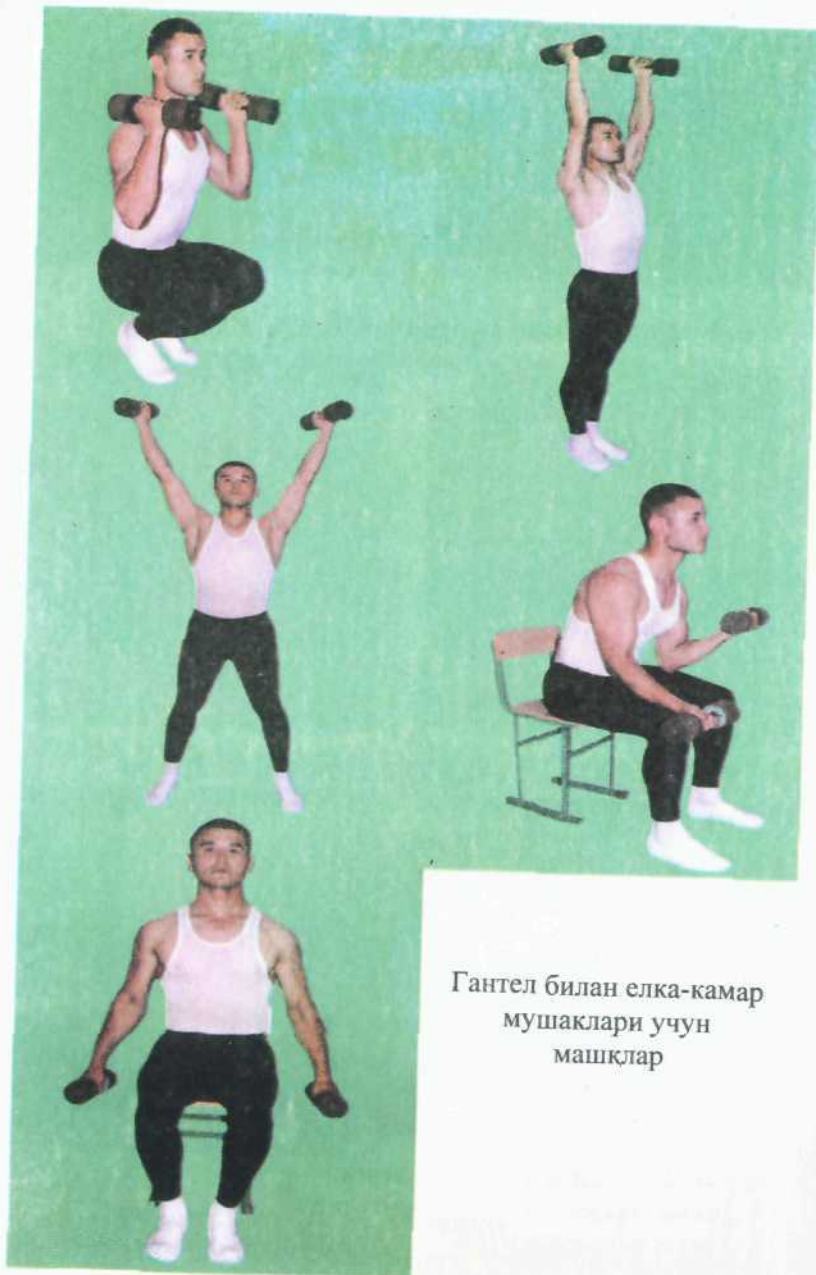 Гантел билан елка-камар
мушаклари учун
машқлар